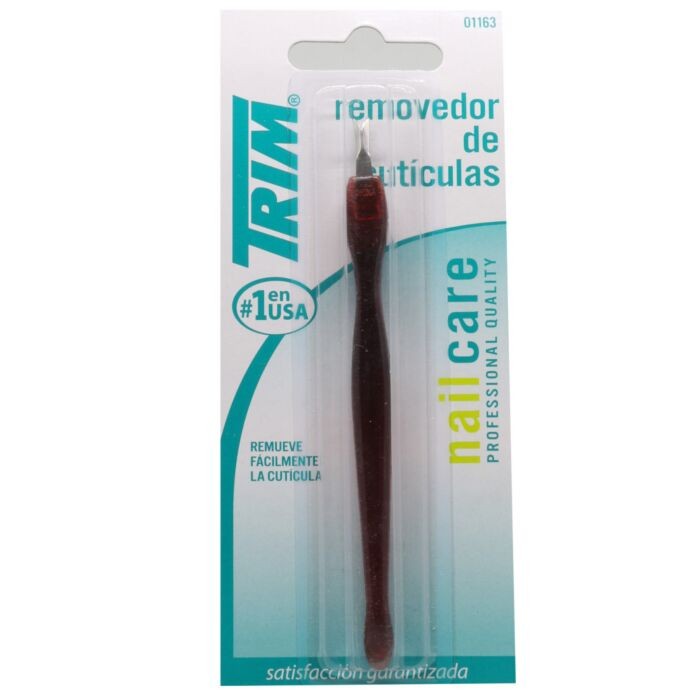 01163
TRIM®
removedor
de
cutículas
#1 en
USA
nail care
PROFESSIONAL QUALITY
REMUEVE
FÁCILMENTE
LA CUTÍCULA
satisfacción garantizada